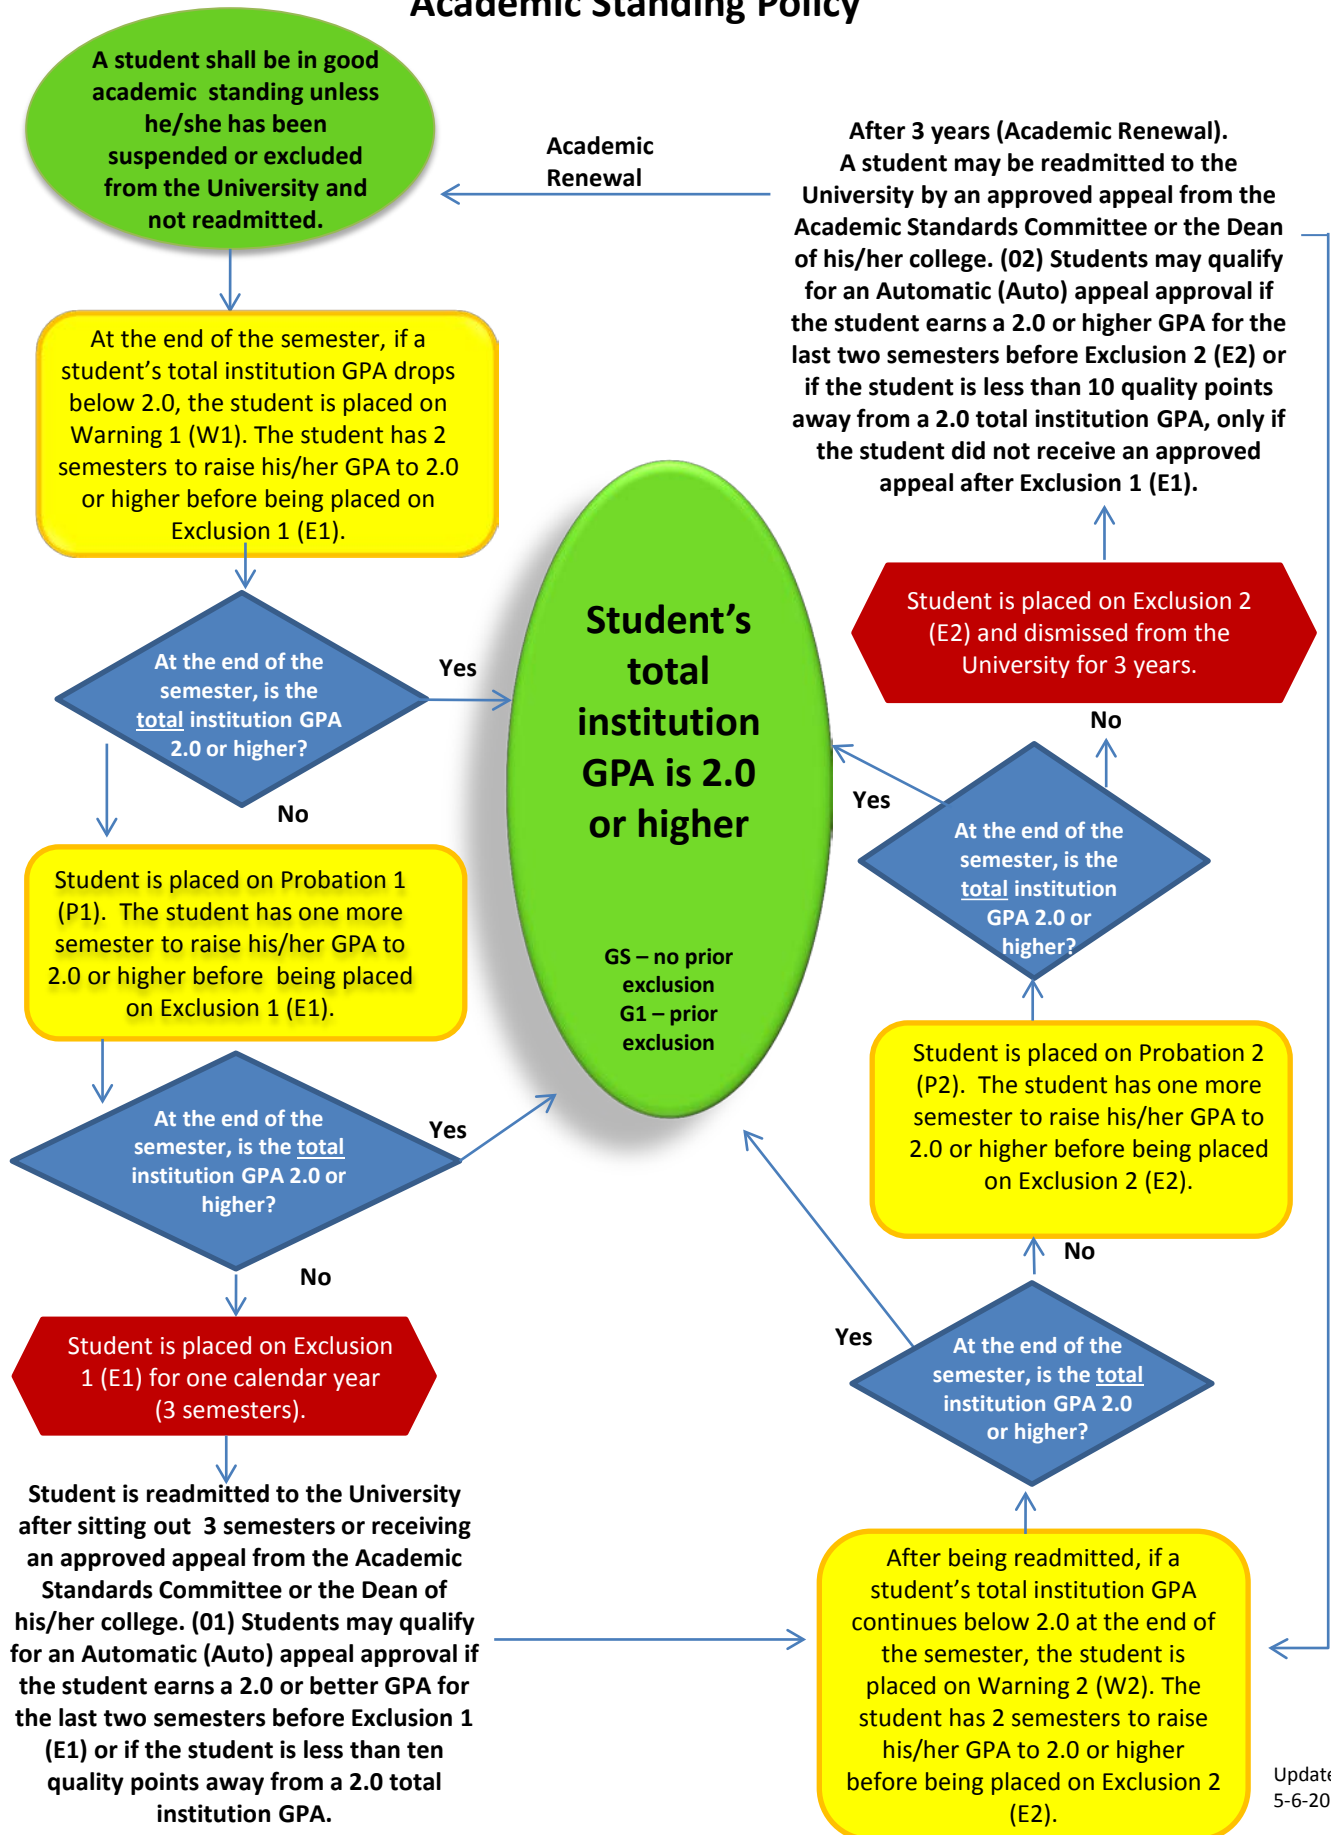 Academic Standing Policy
A student shall be in good
academic standing unless
he/she has been
suspended or excluded
from the University and
not readmitted.
Academic
Renewal
After 3 years (Academic Renewal).
A student may be readmitted to the
University by an approved appeal from the
Academic Standards Committee or the Dean
of his/her college. (02) Students may qualify
for an Automatic (Auto) appeal approval if
the student earns a 2.0 or higher GPA for the
last two semesters before Exclusion 2 (E2) or
if the student is less than 10 quality points
away from a 2.0 total institution GPA, only if
the student did not receive an approved
appeal after Exclusion 1 (E1).
At the end of the semester, if a
student's total institution GPA drops
below 2.0, the student is placed on
Warning 1 (W1). The student has 2
semesters to raise his/her GPA to 2.0
or higher before being placed on
Exclusion 1 (E1).
At the end of the
semester, is the
total institution GPA
2.0 or higher?
Yes
No
Student's
total
institution
GPA is 2.0
or higher
GS – no prior
exclusion
G1 – prior
exclusion
Student is placed on Exclusion 2
(E2) and dismissed from the
University for 3 years.
No
Yes
At the end of the
semester, is the
total institution
GPA 2.0 or
higher?
Student is placed on Probation 1
(P1). The student has one more
semester to raise his/her GPA to
2.0 or higher before being placed
on Exclusion 1 (E1).
Student is placed on Probation 2
(P2). The student has one more
semester to raise his/her GPA to
2.0 or higher before being placed
on Exclusion 2 (E2).
At the end of the
semester, is the total
institution GPA 2.0 or
higher?
Yes
No
No
Yes
At the end of the
semester, is the total
institution GPA 2.0
or higher?
Student is placed on Exclusion
1 (E1) for one calendar year
(3 semesters).
Student is readmitted to the University
after sitting out 3 semesters or receiving
an approved appeal from the Academic
Standards Committee or the Dean of
his/her college. (01) Students may qualify
for an Automatic (Auto) appeal approval if
the student earns a 2.0 or better GPA for
the last two semesters before Exclusion 1
(E1) or if the student is less than ten
quality points away from a 2.0 total
institution GPA.
After being readmitted, if a
student's total institution GPA
continues below 2.0 at the end of
the semester, the student is
placed on Warning 2 (W2). The
student has 2 semesters to raise
his/her GPA to 2.0 or higher
before being placed on Exclusion 2
(E2).
Update
5-6-20